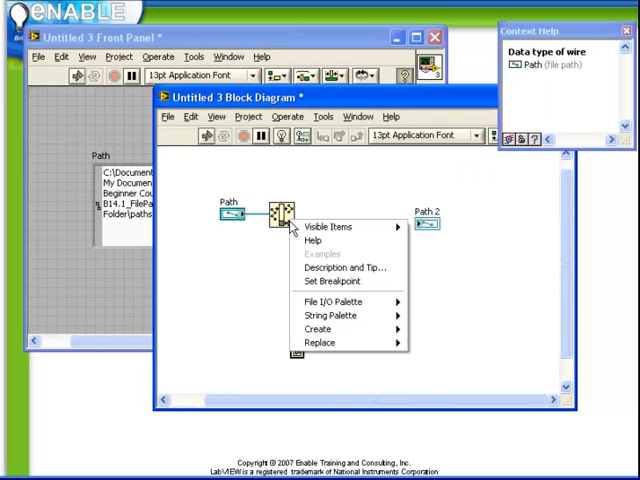 eNABLE
Untitled 3 Front Panel *
File Edit View Project Operate Tools Window Help
13pt Application Font
3
Context Help
Data type of wire
Path (file path)
Untitled 3 Block Diagram *
File Edit View Project Operate Tools Window Help
13pt Application Font
Path
C:\Docum
My Documen
Beginner Cou
B14.1_FilePa
Folder\paths
Path
Path 2
Visible Items
Help
Examples
Description and Tip...
Set Breakpoint
File I/O Palette
String Palette
Create
Replace
Copyright © 2007 Enable Training and Consulting, Inc.
LabVIEW is a registered trademark of National Instruments Corporation